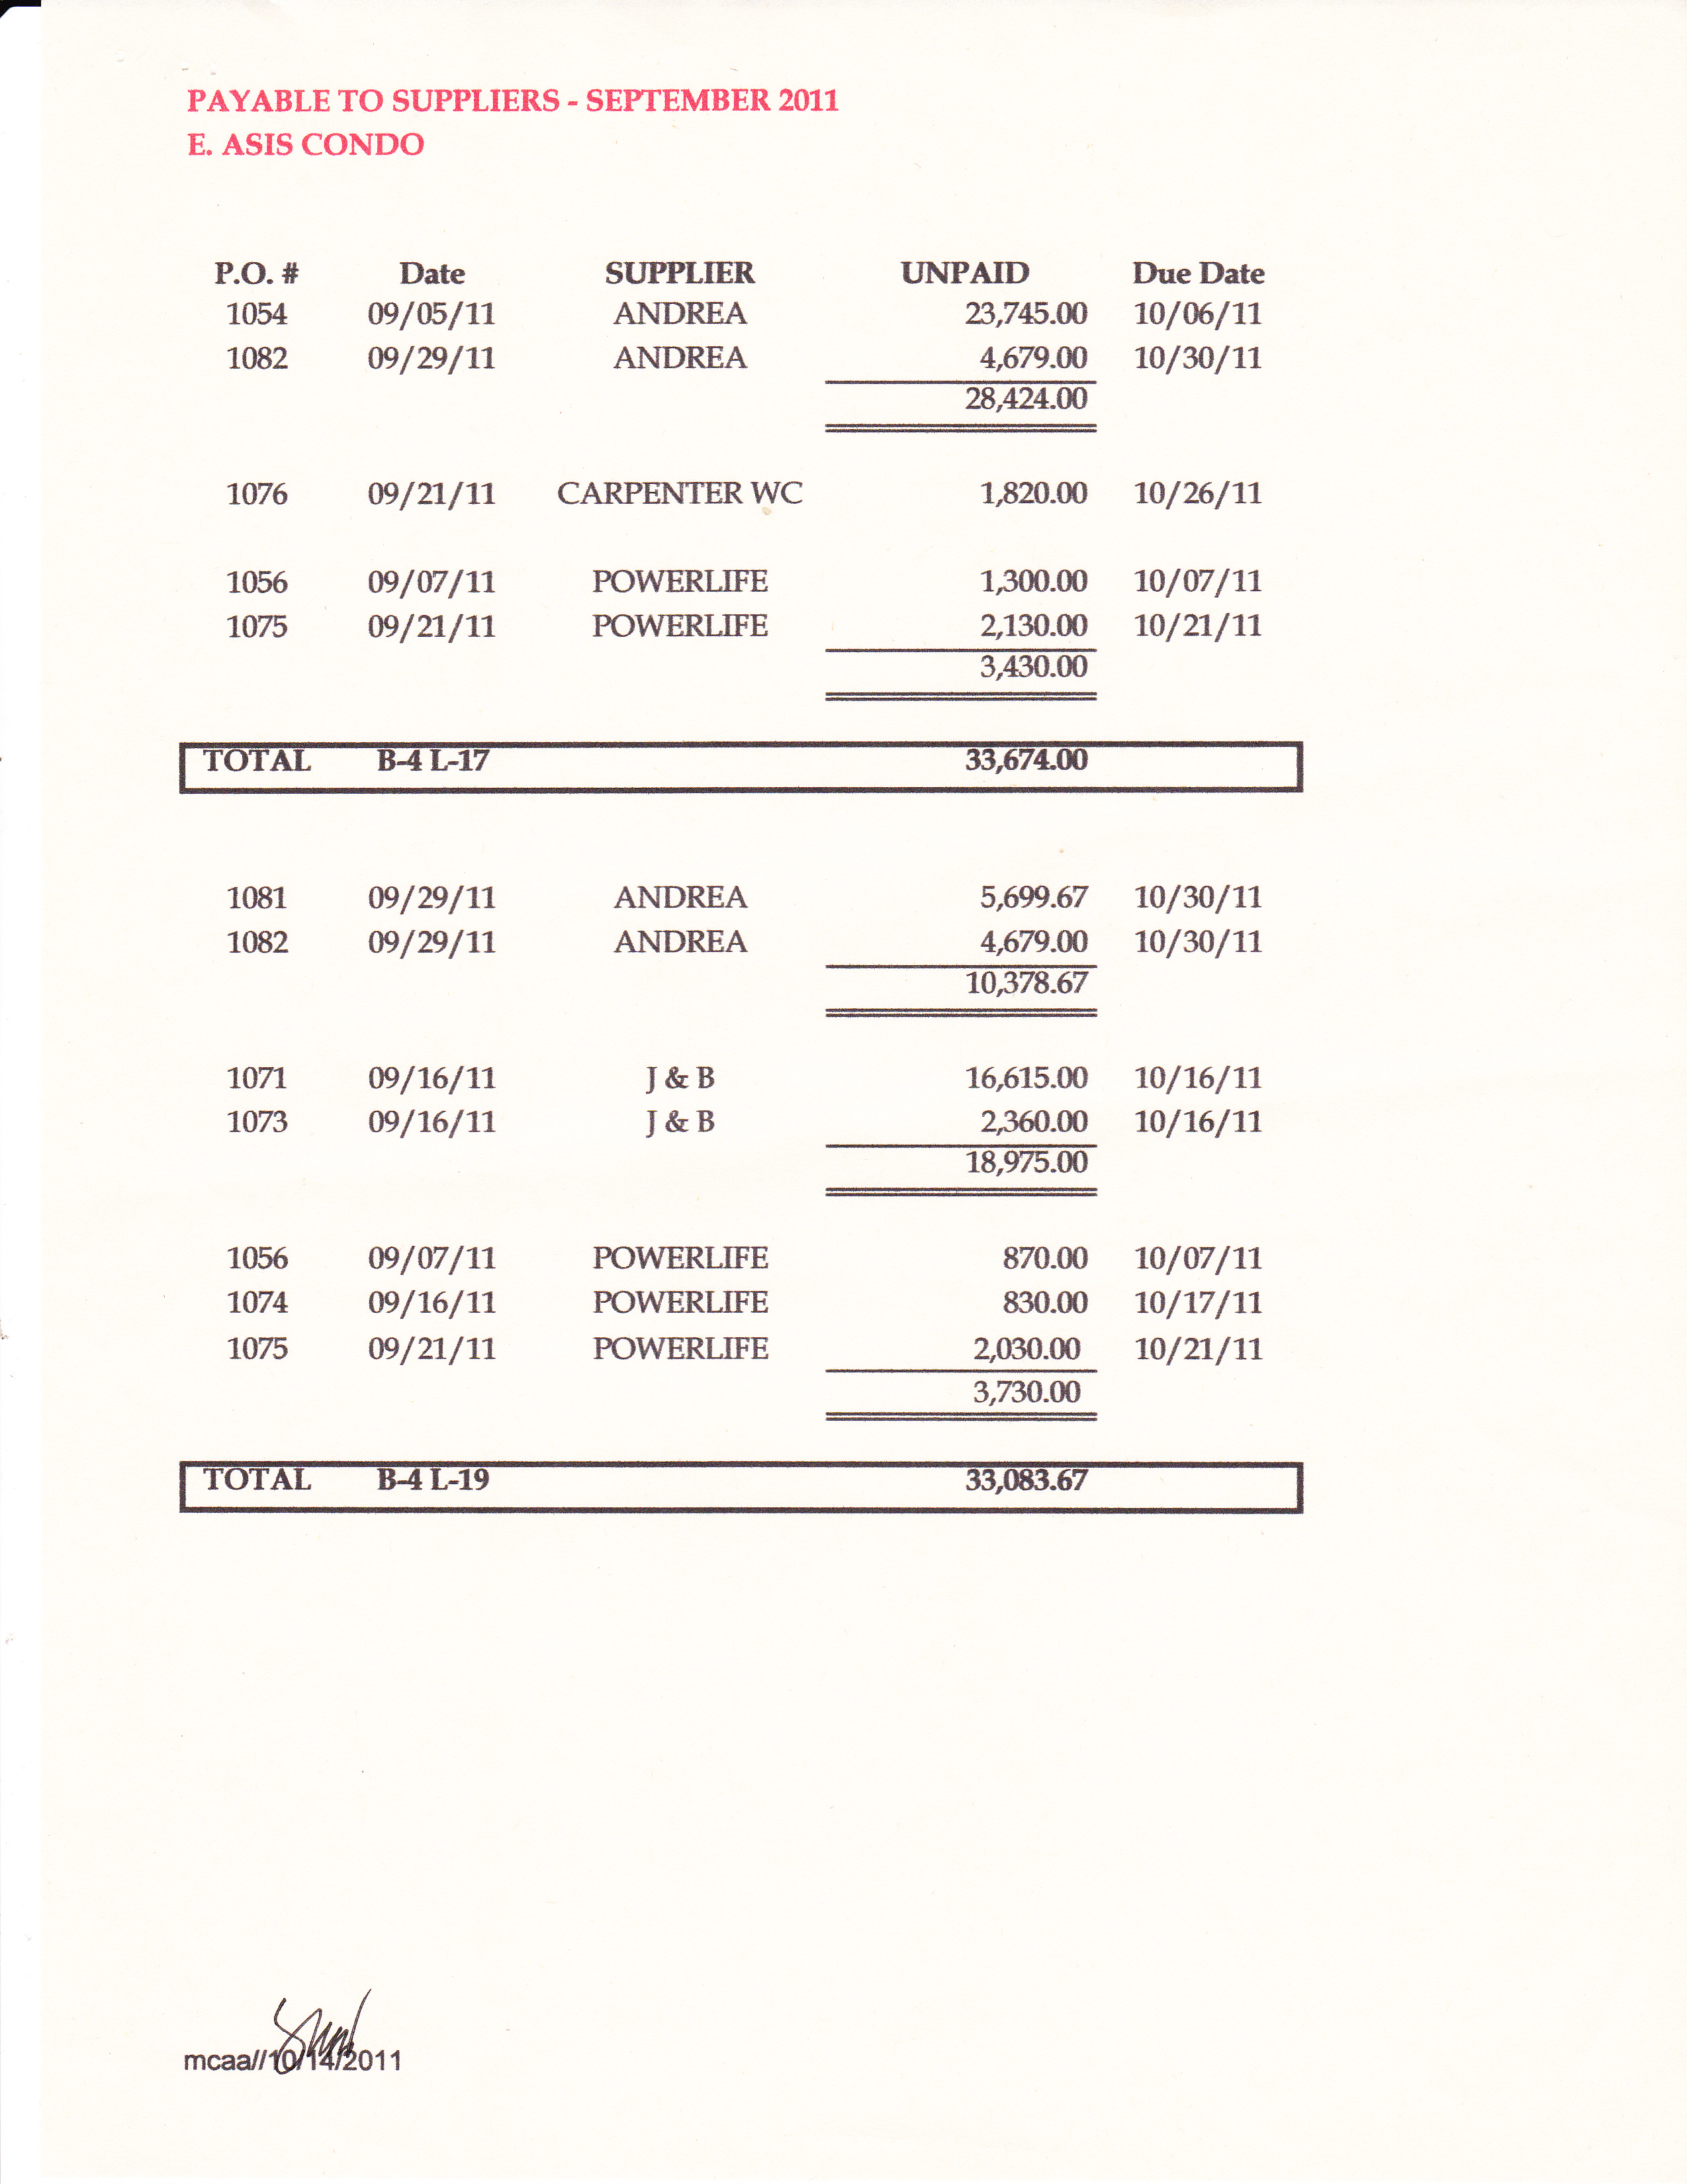 PAYABLE TO SUPPLIERS - SEPTEMBER 2011
E. ASIS CONDO
P.O. # Date SUPPLIER UNPAID Due Date
1054 09/05/11 ANDREA 23,745.00 10/06/11
1082 09/29/11 ANDREA 4,679.00 10/30/11
28,424.00
1076 09/21/11 CARPENTER WC 1,820.00 10/26/11
1056 09/07/11 POWERLIFE 1,300.00 10/07/11
1075 09/21/11 POWERLIFE 2,130.00 10/21/11
3,430.00
TOTAL B-4 L-17 33,674.00
1081 09/29/11 ANDREA 5,699.67 10/30/11
1082 09/29/11 ANDREA 4,679.00 10/30/11
10,378.67
1071 09/16/11 J & B 16,615.00 10/16/11
1073 09/16/11 J & B 2,360.00 10/16/11
18,975.00
1056 09/07/11 POWERLIFE 870.00 10/07/11
1074 09/16/11 POWERLIFE 830.00 10/17/11
1075 09/21/11 POWERLIFE 2,030.00 10/21/11
3,730.00
TOTAL B-4 L-19 33,083.67
mcaa//10/14/2011